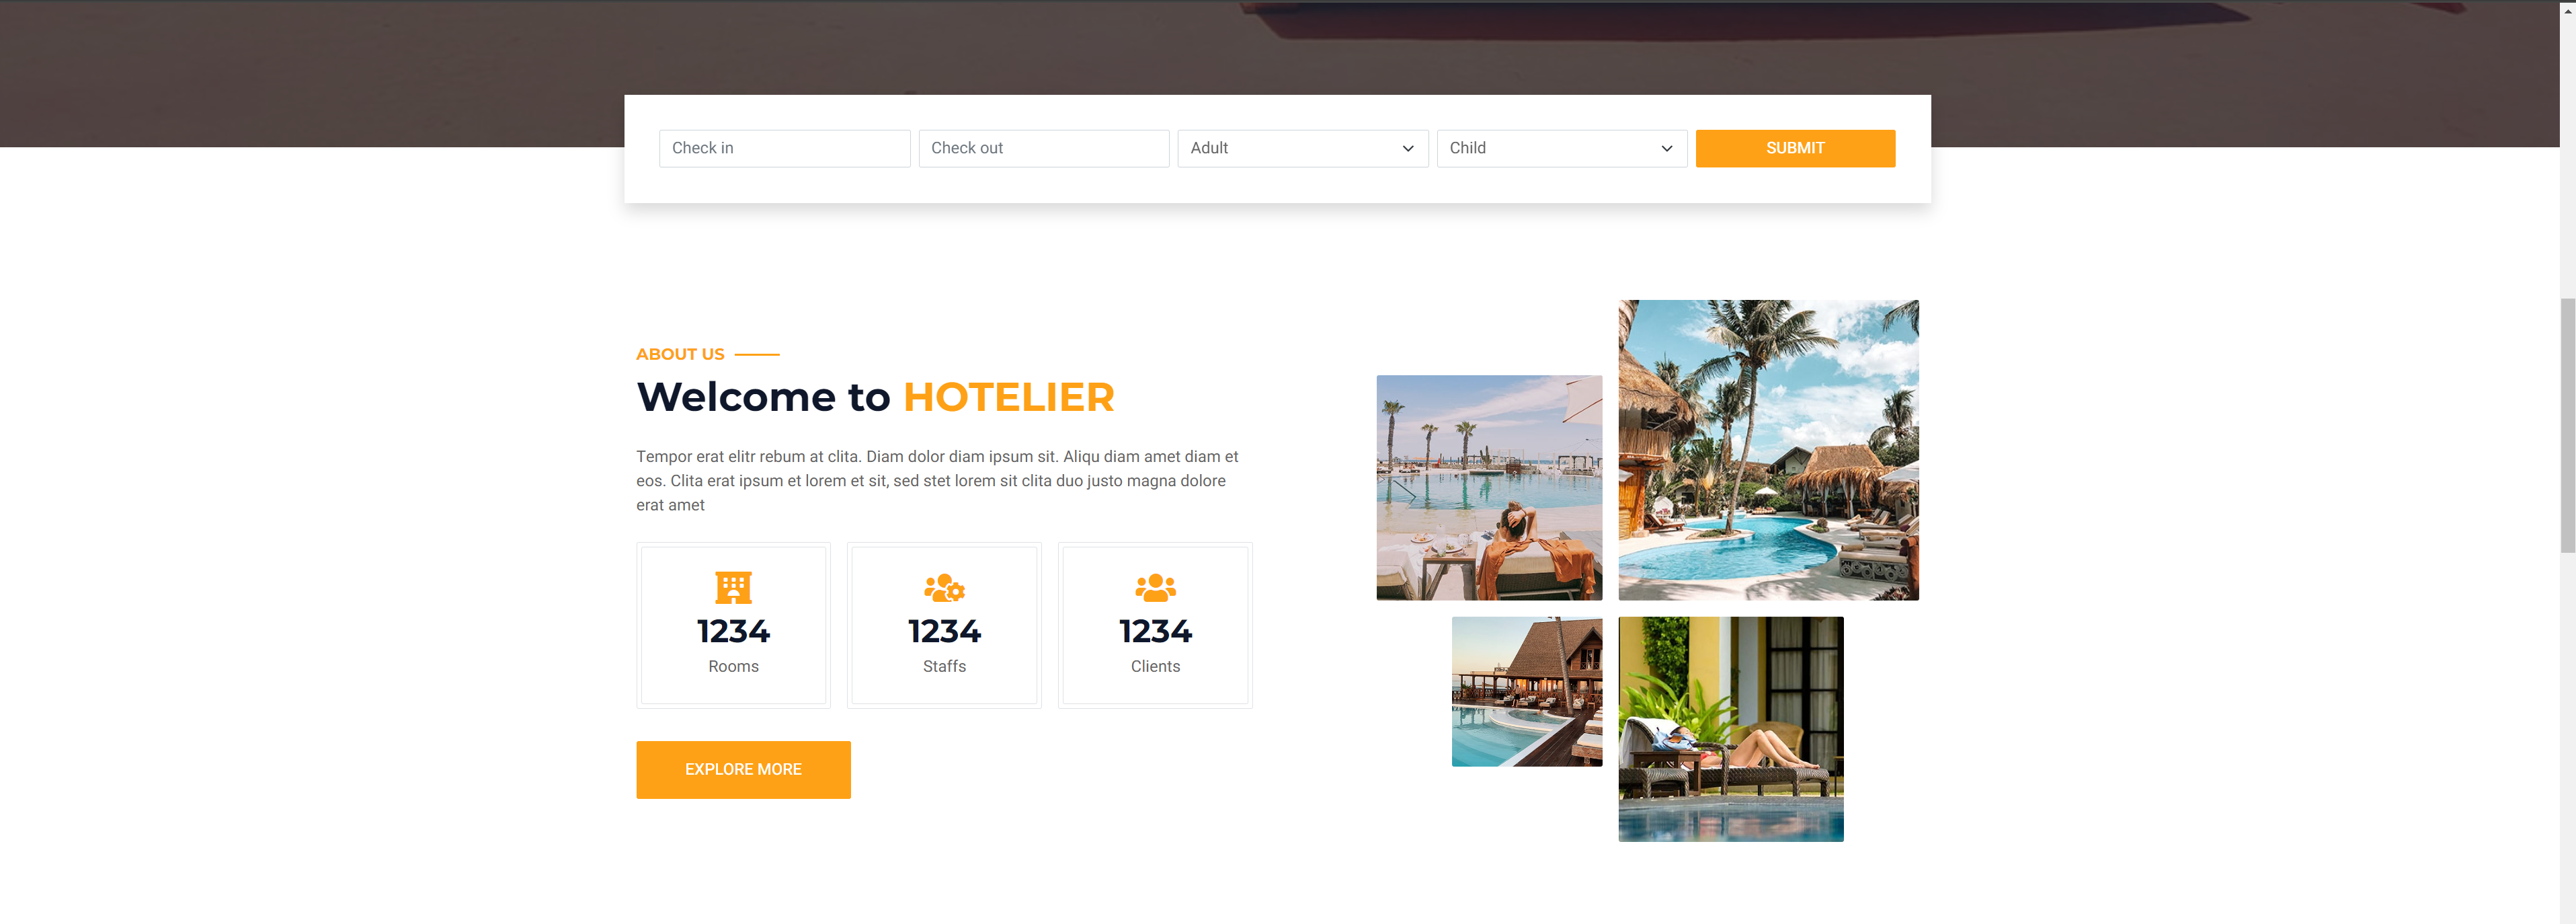 Check in
Check out
Adult
Child
SUBMIT
ABOUT US
Welcome to HOTELIER
Tempor erat elitr rebum at clita. Diam dolor diam ipsum sit. Aliqu diam amet diam et
eos. Clita erat ipsum et lorem et sit, sed stet lorem sit clita duo justo magna dolore
erat amet
1234
Rooms
1234
Staffs
1234
Clients
EXPLORE MORE